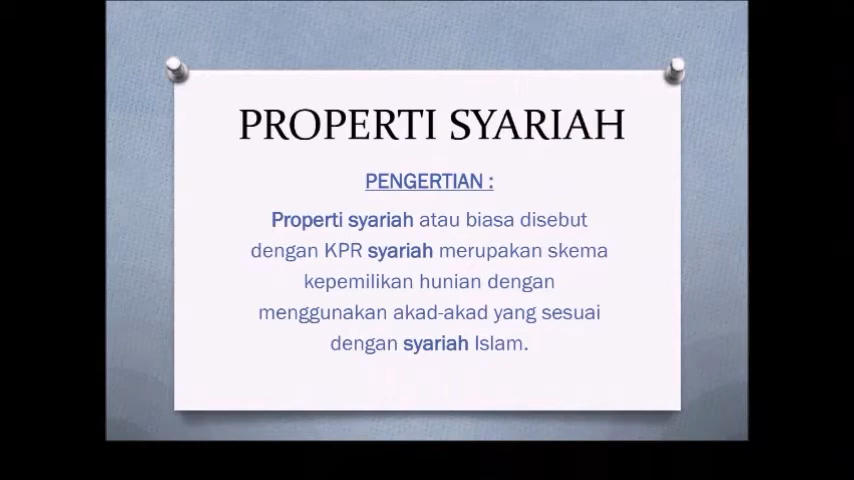 PROPERTI SYARIAH
PENGERTIAN :
Properti syariah atau biasa disebut
dengan KPR syariah merupakan skema
kepemilikan hunian dengan
menggunakan akad-akad yang sesuai
dengan syariah Islam.